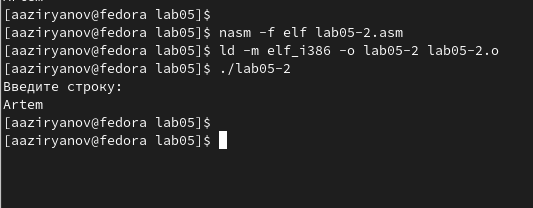 [aaziryanov@fedora lab05]$
[aaziryanov@fedora lab05]$ nasm -f elf lab05-2.asm
[aaziryanov@fedora lab05]$ ld -m elf_i386 -o lab05-2 lab05-2.o
[aaziryanov@fedora lab05]$ ./lab05-2
Введите строку:
Artem
[aaziryanov@fedora lab05]$
[aaziryanov@fedora lab05]$